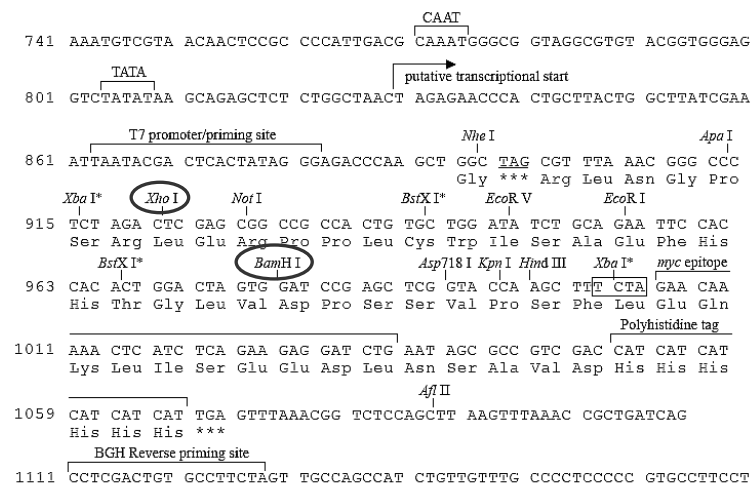 CAAT
741 AAATGTCGTA ACAACTCCGC CCCATTGACG CAAATGGGCG GTAGGCGTGT ACGGTGGGAG
TATA
putative transcriptional start
801 GTCTATATAA GCAGAGCTCT CTGGCTAACT AGAGAACCCA CTGCTTACTG GCTTATCGAA
T7 promoter/priming site Nhe I Apa I
861 ATTAATACGA CTCACTATAG GGAGACCCAA GCT GGC TAG CGT TTA AAC GGG CCC
Gly *** Arg Leu Asn Gly Pro
Xba I* Xho I Not I BstX I* EcoR V EcoR I
915 TCT AGA CTC GAG CGG CCG CCA CTG TGC TGG ATA TCT GCA GAA TTC CAC
Ser Arg Leu Glu Arg Pro Pro Leu Cys Trp Ile Ser Ala Glu Phe His
BstX I* BamH I Asp718 I Kpn I Hind III Xba I* myc epitope
963 CAC ACT GGA CTA GTG GAT CCG AGC TCG GTA CCA AGC TTT CTA GAA CAA
His Thr Gly Leu Val Asp Pro Ser Ser Val Pro Ser Phe Leu Glu Gln
Polyhistidine tag
1011 AAA CTC ATC TCA GAA GAG GAT CTG AAT AGC GCC GTC GAC CAT CAT CAT
Lys Leu Ile Ser Glu Glu Asp Leu Asn Ser Ala Val Asp His His His
Afl II
1059 CAT CAT CAT TGA GTTTAAACGG TCTCCAGCTT AAGTTTAAAC CGCTGATCAG
His His His ***
BGH Reverse priming site
1111 CCTCGACTGT GCCTTCTAGT TGCCAGCCAT CTGTTGTTTG CCCCTCCCCC GTGCCTTCCT